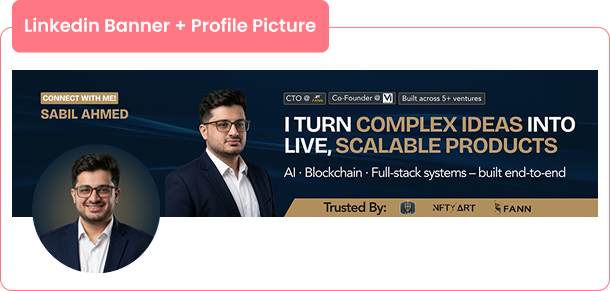 Linkedin Banner + Profile Picture
CONNECT WITH ME!
SABIL AHMED
CTO @ FANN Co-Founder @ Built across 5+ ventures
I TURN COMPLEX IDEAS INTO
LIVE, SCALABLE PRODUCTS
AI · Blockchain · Full-stack systems – built end-to-end
Trusted By: NFTYART FANN